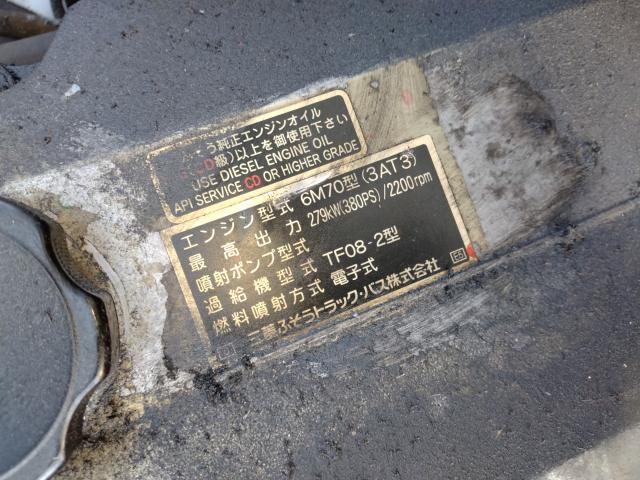 う純正エンジンオイル
CD級)以上を御使用下さい
USE DIESEL ENGINE OIL
API SERVICE CD OR HIGHER GRADE
エンジン型式 6M70型(3AT3)
最高出力 279kW(380PS)/2200rpm
噴射ポンプ型式
過給機型式 TF08-2型
燃料噴射方式 電子式
三菱ふそうトラック・バス株式会社